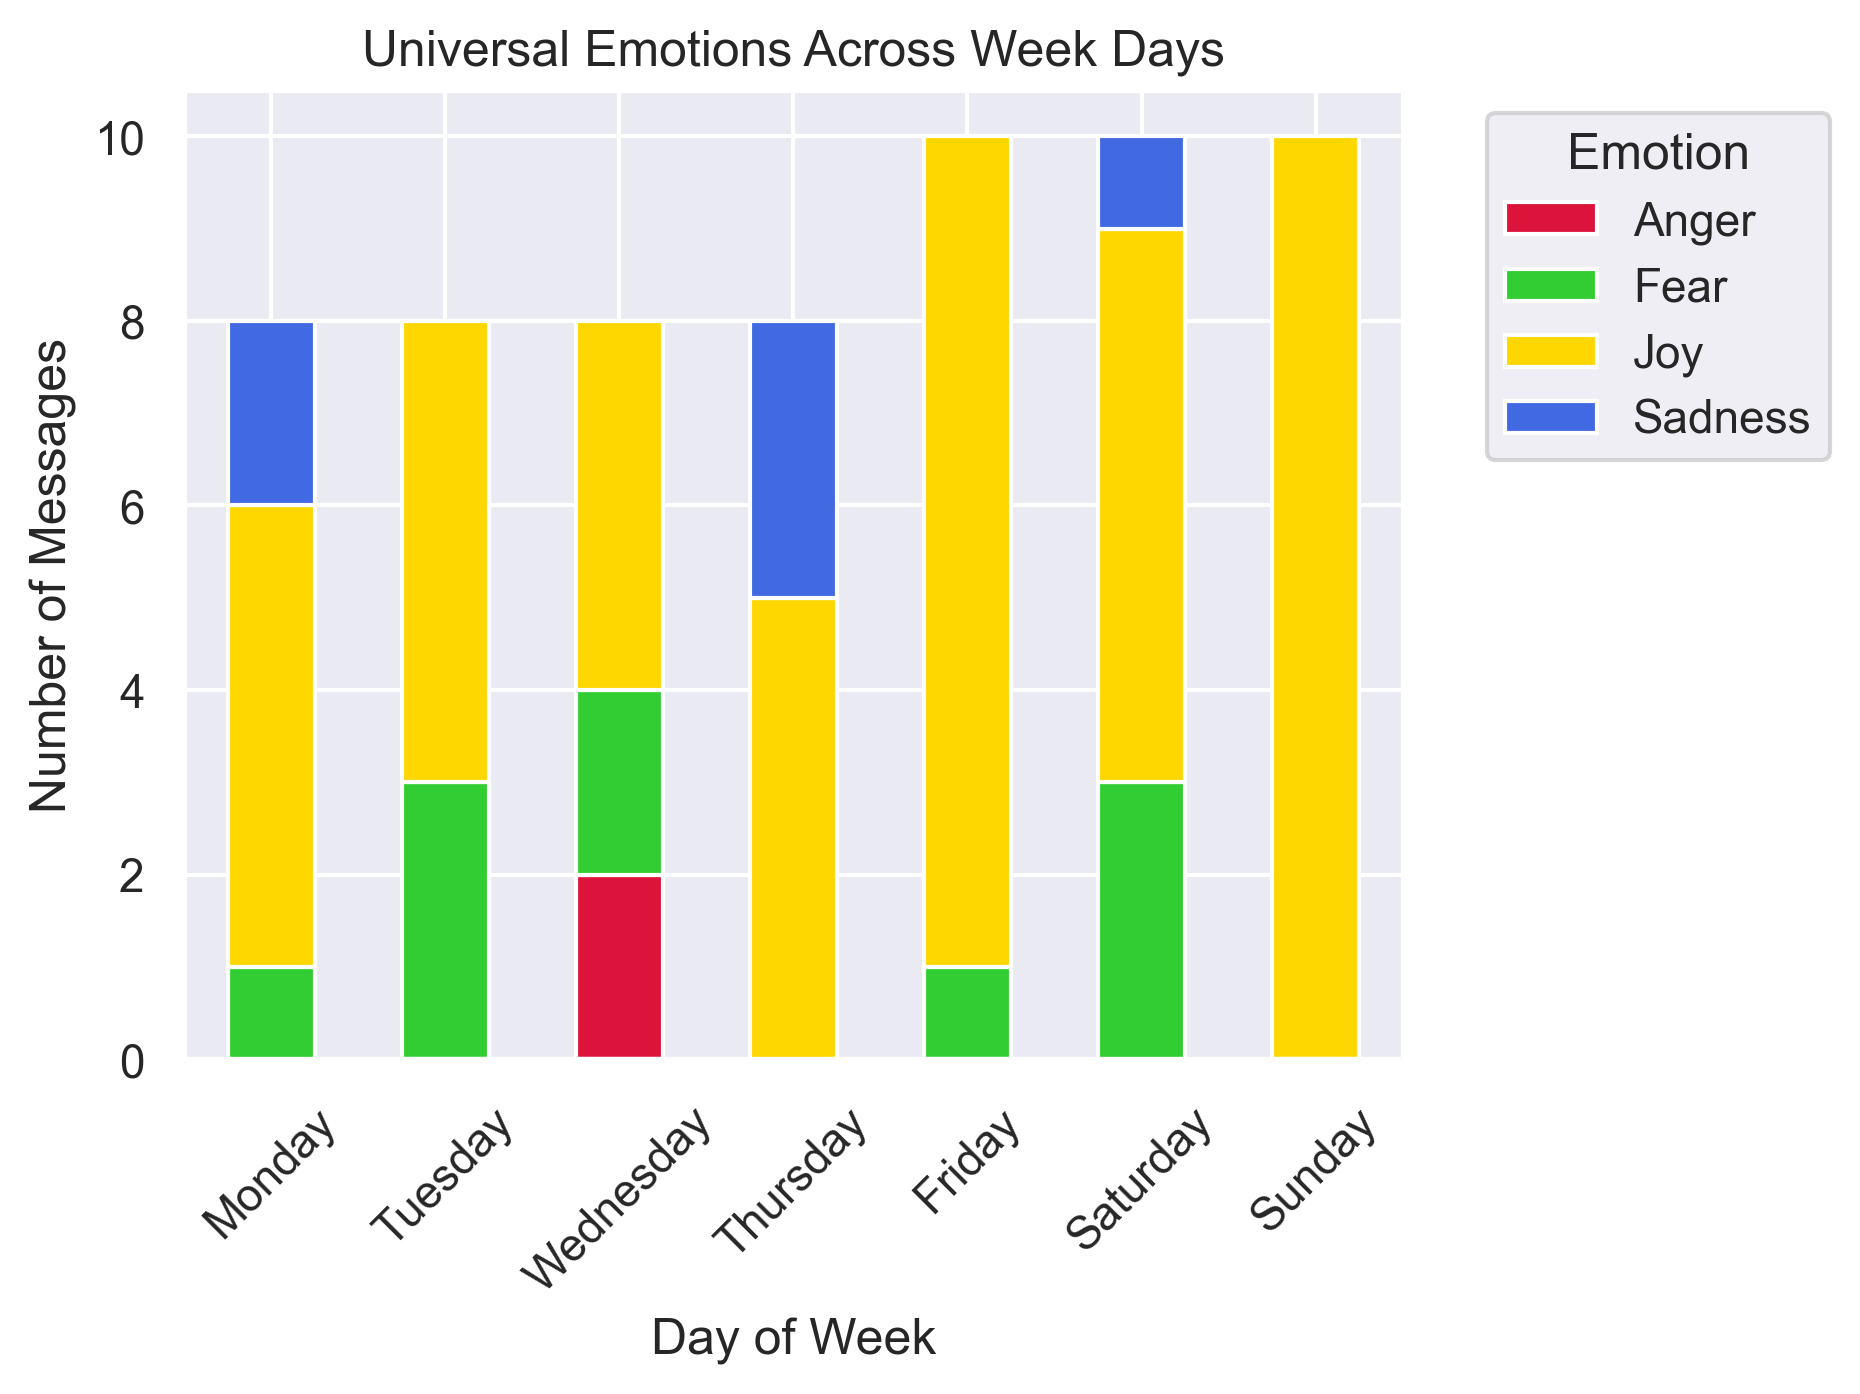 Universal Emotions Across Week Days
Number of Messages
10
8
6
4
2
0
Monday
Tuesday
Wednesday
Thursday
Friday
Saturday
Sunday
Day of Week
Emotion
Anger
Fear
Joy
Sadness